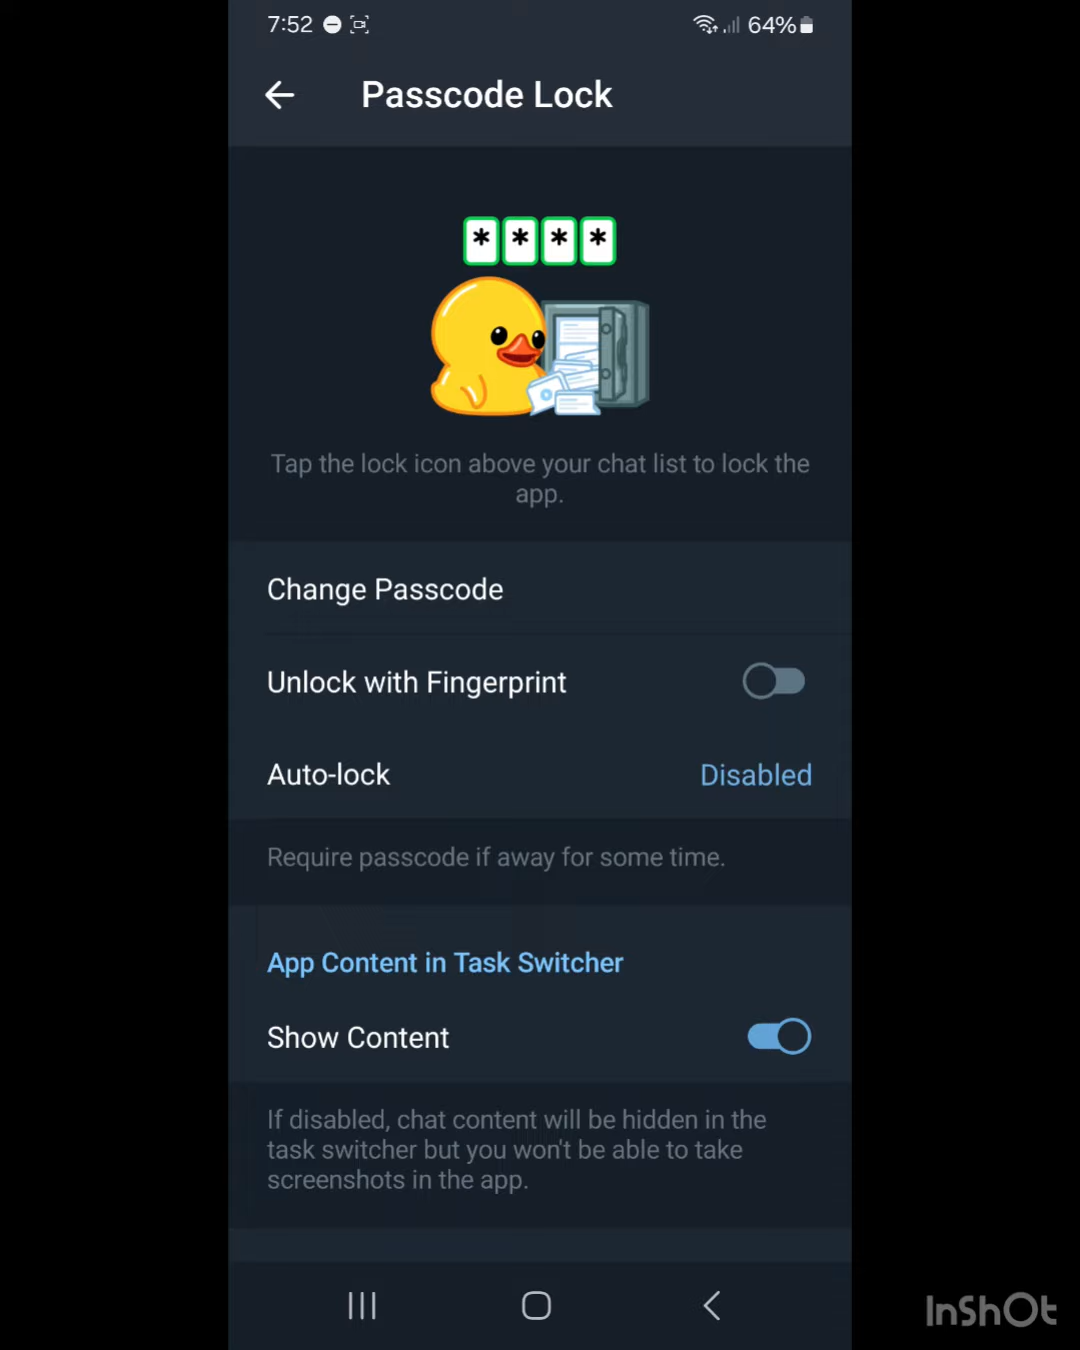 7:52 64%
Passcode Lock
* * * *
Tap the lock icon above your chat list to lock the
app.
Change Passcode
Unlock with Fingerprint
Auto-lock Disabled
Require passcode if away for some time.
App Content in Task Switcher
Show Content
If disabled, chat content will be hidden in the
task switcher but you won't be able to take
screenshots in the app.
InShOt